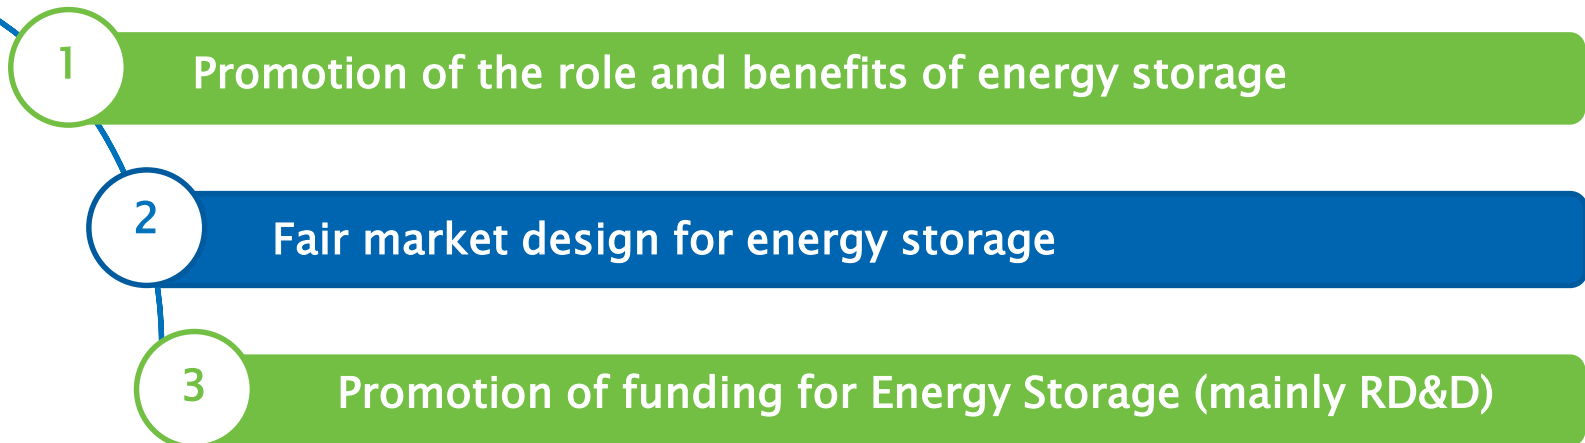 1
Promotion of the role and benefits of energy storage
2
Fair market design for energy storage
3
Promotion of funding for Energy Storage (mainly RD&D)